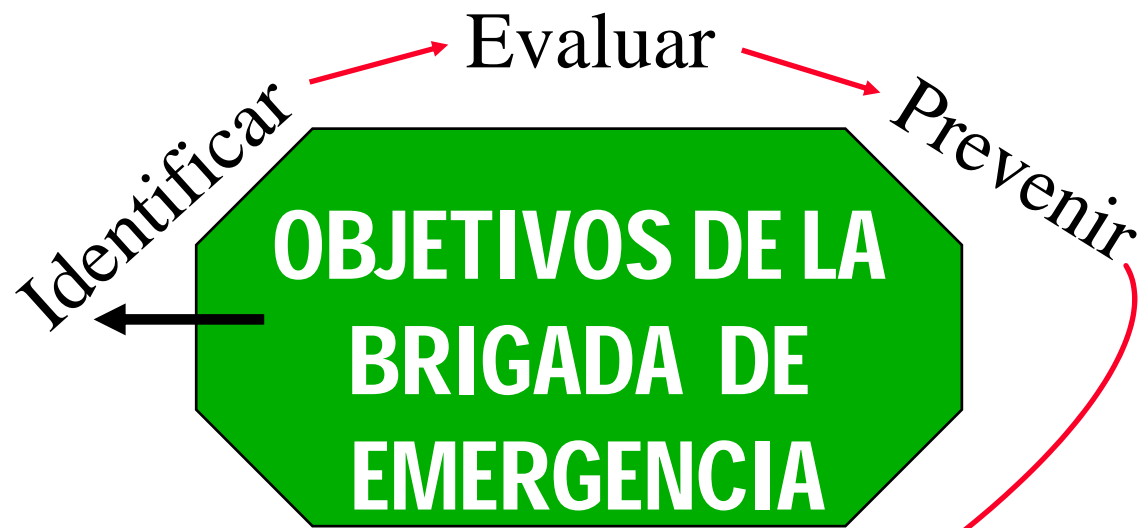 Identificar
Evaluar
Prevenir
OBJETIVOS DE LA
BRIGADA DE
EMERGENCIA